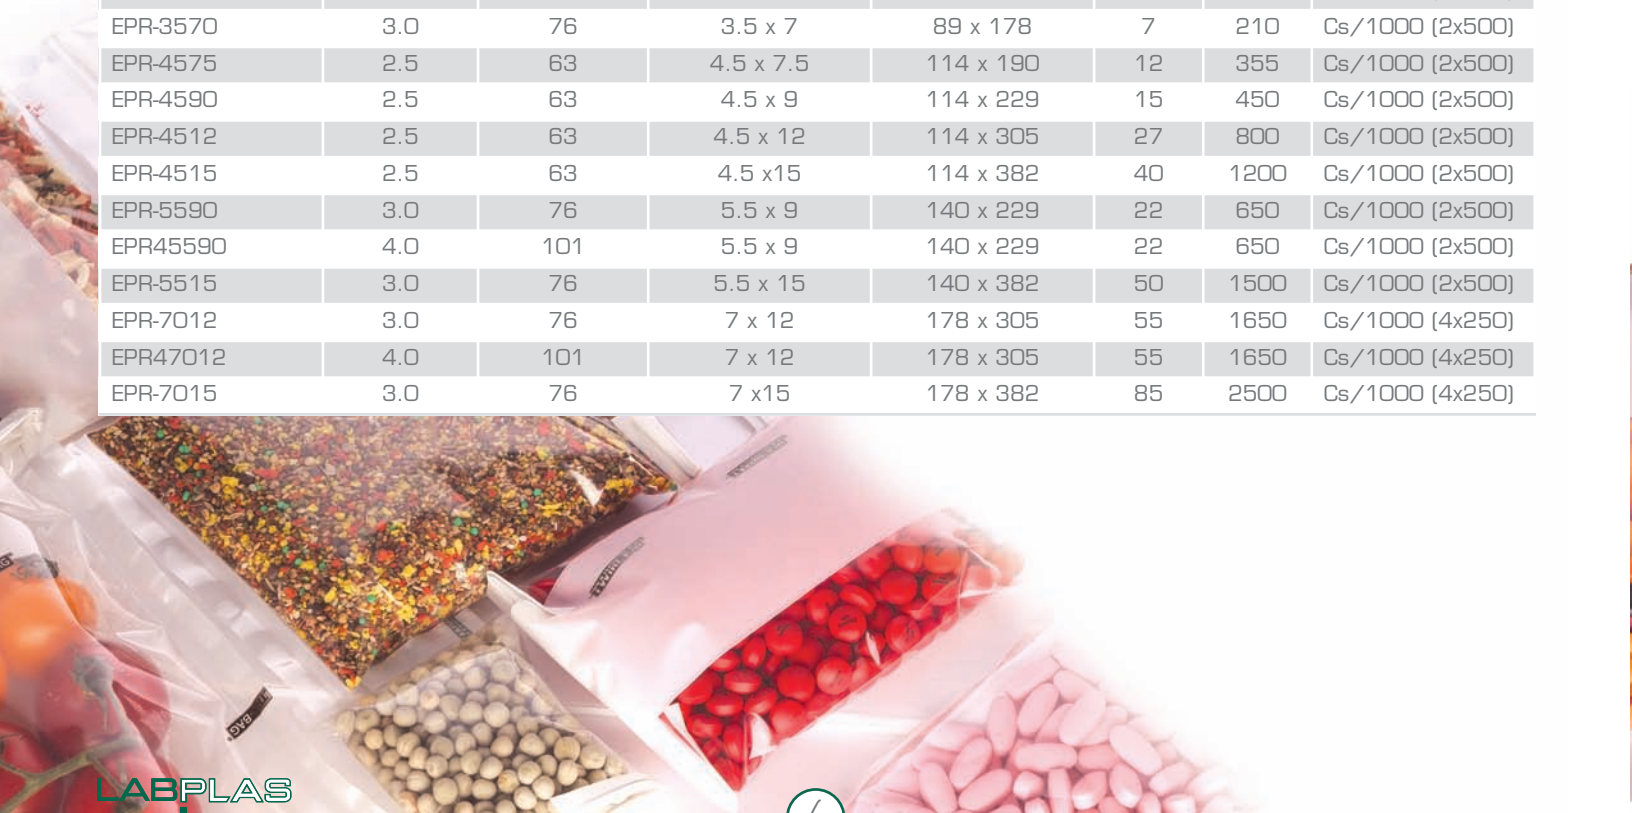 EPR-3570 3.0 76 3.5 x 7 89 x 178 7 210 Cs/1000 (2x500)
EPR-4575 2.5 63 4.5 x 7.5 114 x 190 12 355 Cs/1000 (2x500)
EPR-4590 2.5 63 4.5 x 9 114 x 229 15 450 Cs/1000 (2x500)
EPR-4512 2.5 63 4.5 x 12 114 x 305 27 800 Cs/1000 (2x500)
EPR-4515 2.5 63 4.5 x15 114 x 382 40 1200 Cs/1000 (2x500)
EPR-5590 3.0 76 5.5 x 9 140 x 229 22 650 Cs/1000 (2x500)
EPR45590 4.0 101 5.5 x 9 140 x 229 22 650 Cs/1000 (2x500)
EPR-5515 3.0 76 5.5 x 15 140 x 382 50 1500 Cs/1000 (2x500)
EPR-7012 3.0 76 7 x 12 178 x 305 55 1650 Cs/1000 (4x250)
EPR47012 4.0 101 7 x 12 178 x 305 55 1650 Cs/1000 (4x250)
EPR-7015 3.0 76 7 x15 178 x 382 85 2500 Cs/1000 (4x250)
BAG
LABPLAS